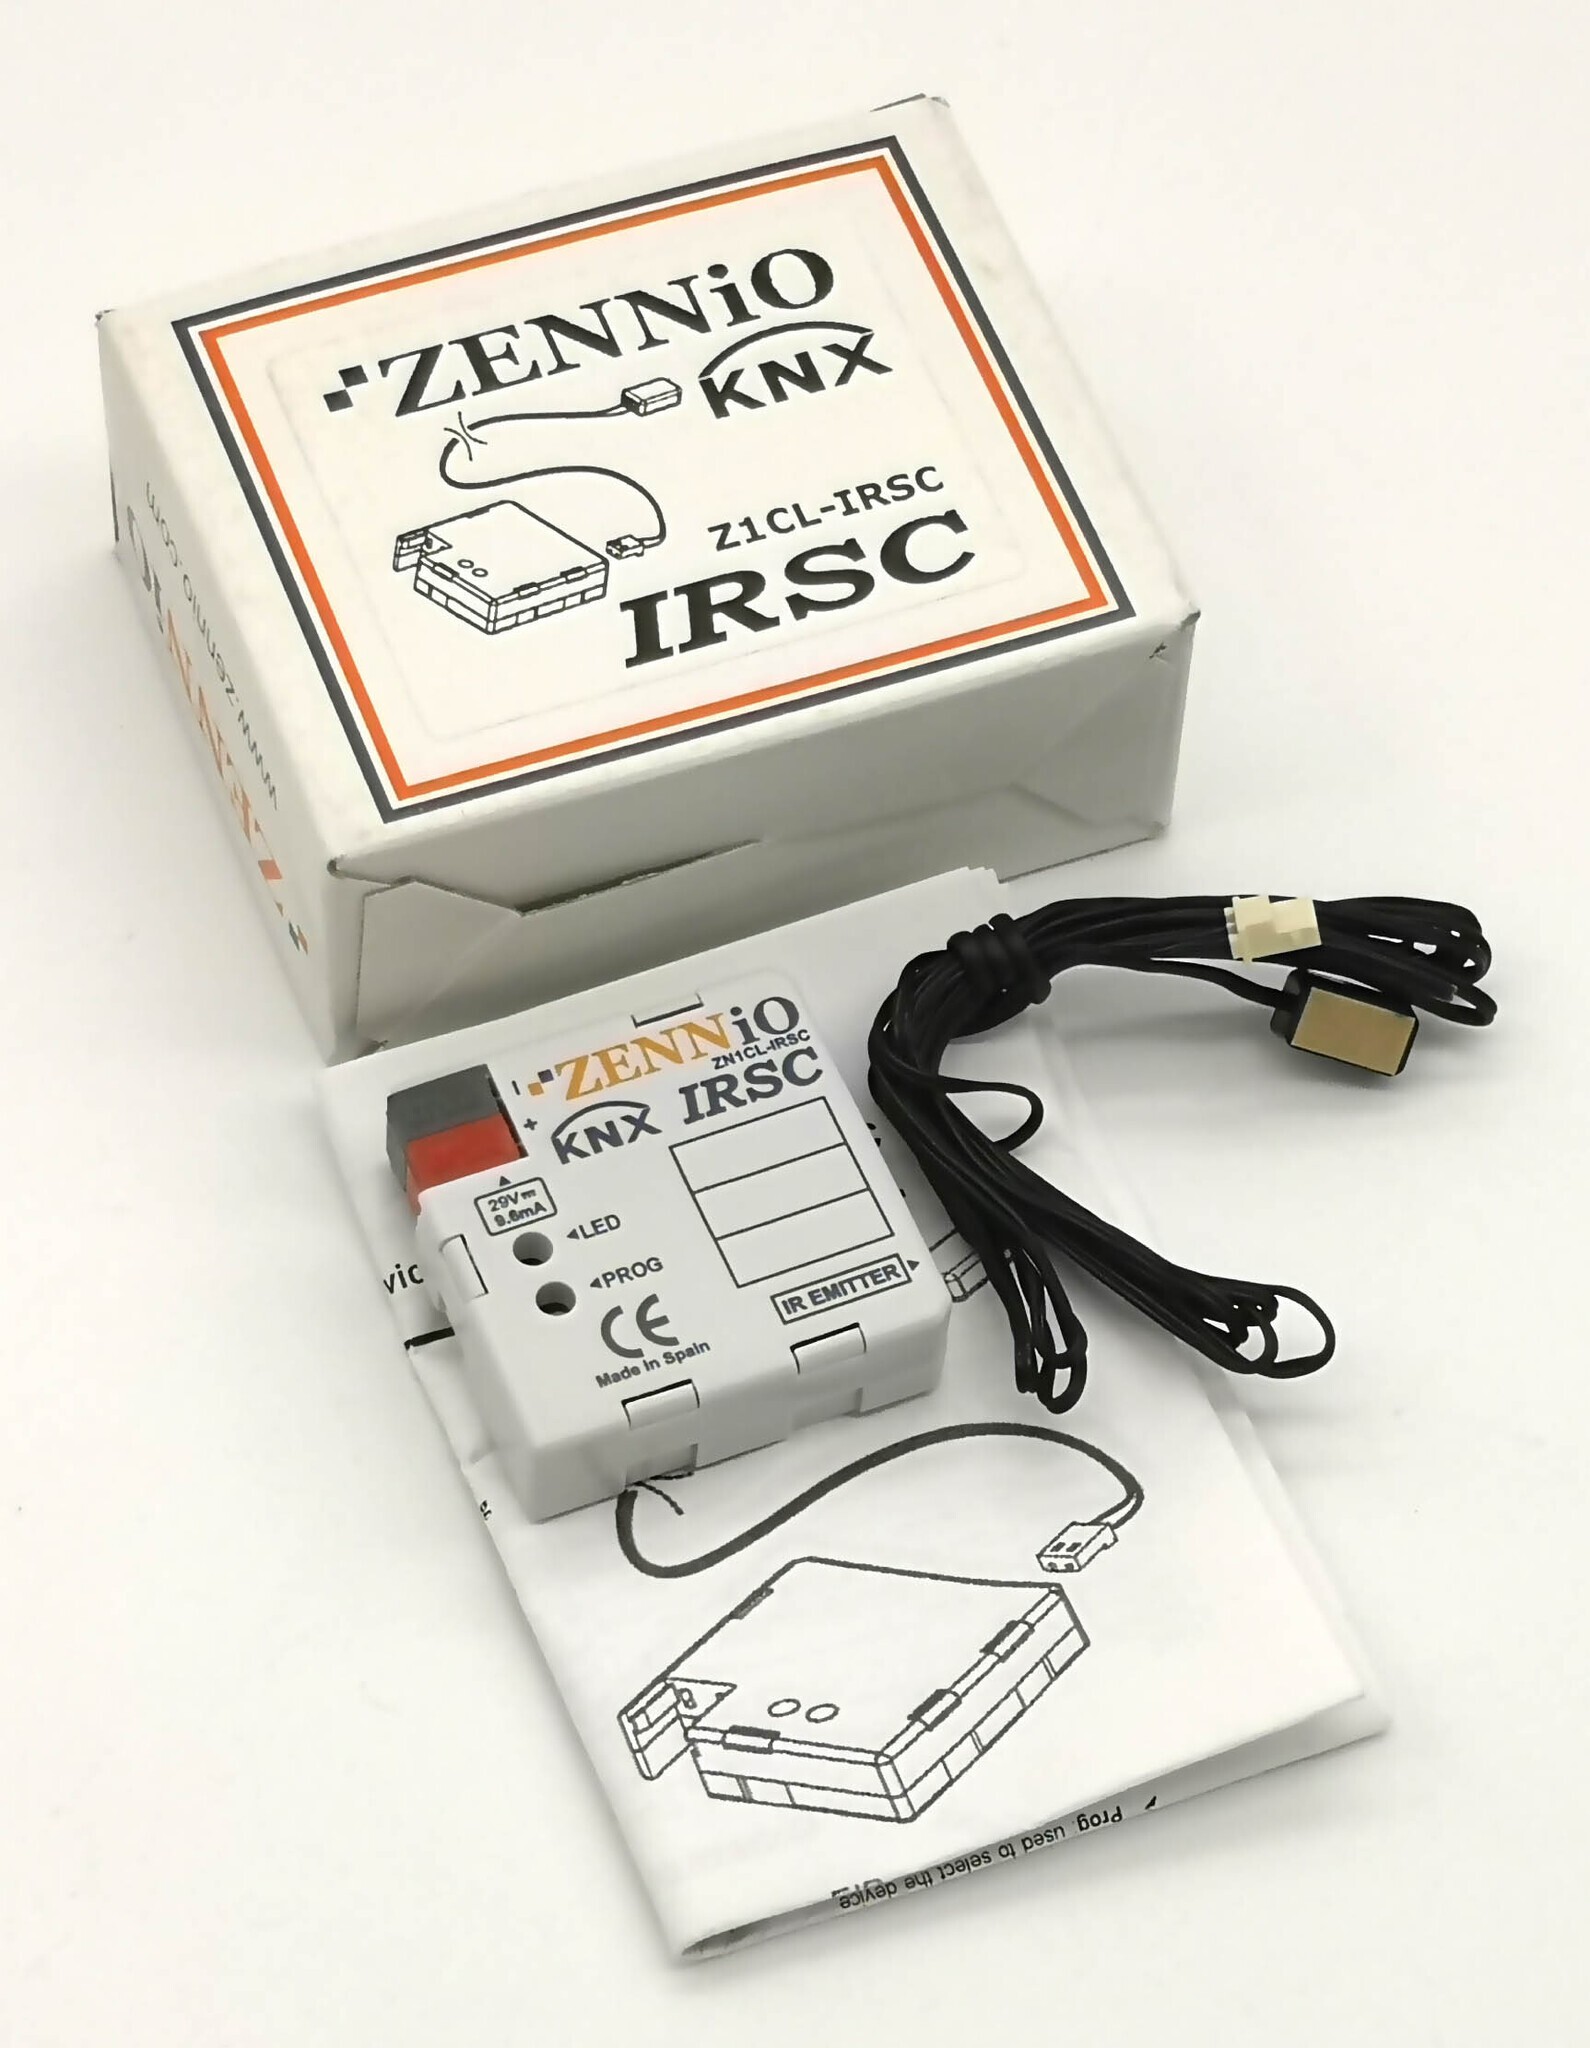 ZENNiO
KNX
Z1CL-IRSC
IRSC
www.zennio.com
ZENNiO
ZENNiO
ZN1CL-IRSC
KNX IRSC
- +
29V
9.6mA
LED
PROG
IR EMITTER
CE
Made in Spain
Prog. used to select the device